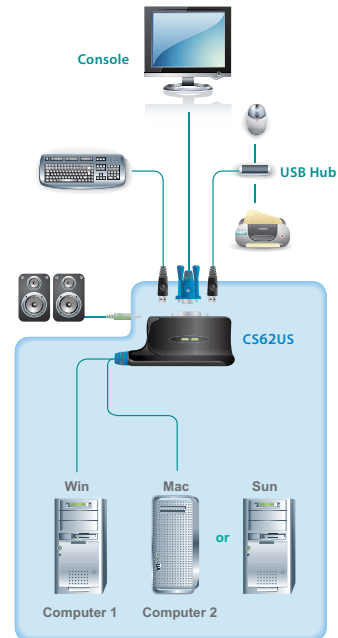 Console
USB Hub
CS62US
Win
Mac
Sun
or
Computer 1
Computer 2